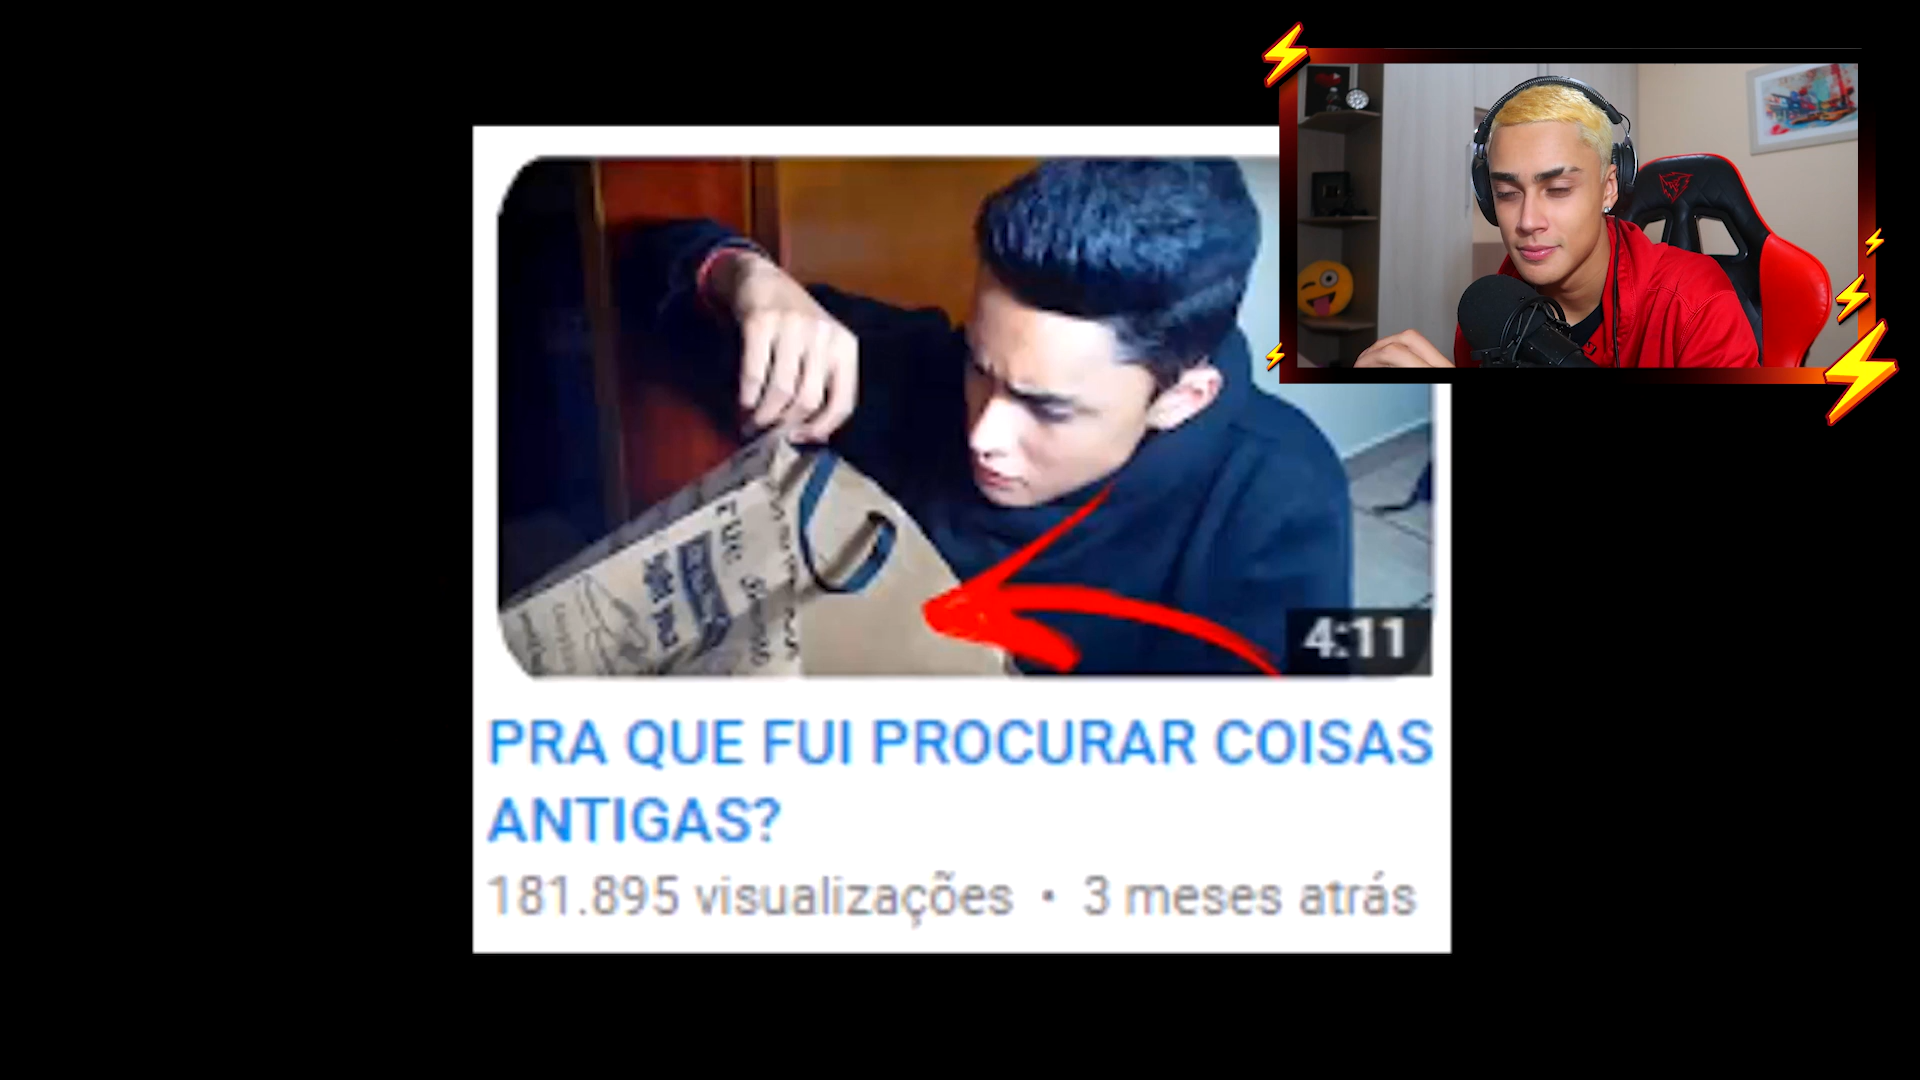 4:11
PRA QUE FUI PROCURAR COISAS
ANTIGAS?
181.895 visualizações • 3 meses atrás